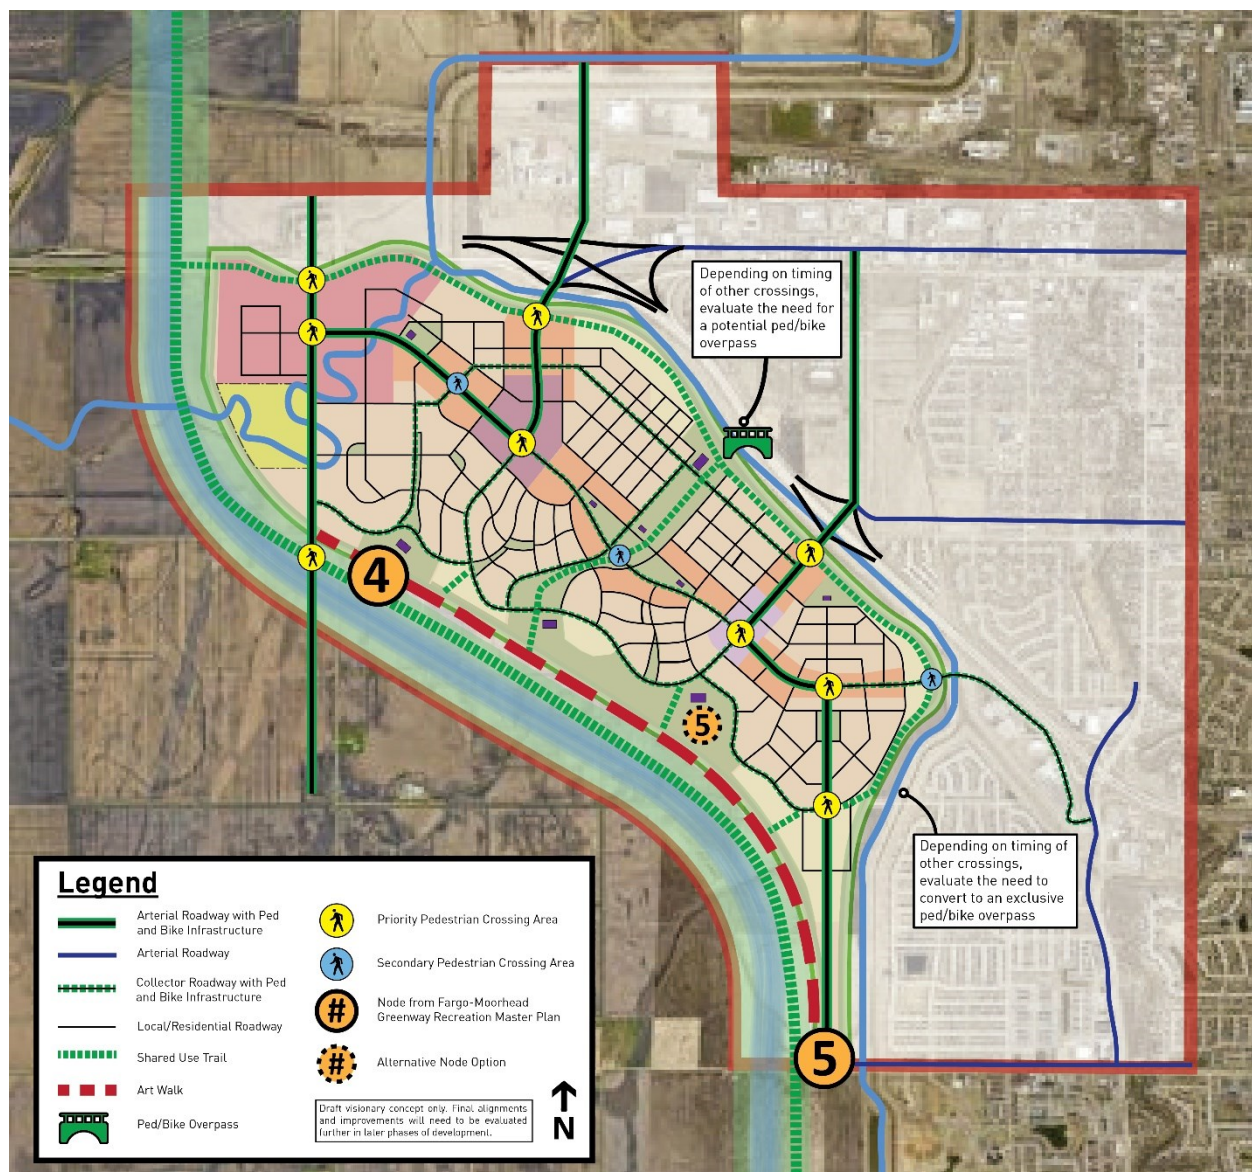 Depending on timing
of other crossings,
evaluate the need for
a potential ped/bike
overpass
4
5
Depending on timing of
other crossings,
evaluate the need to
convert to an exclusive
ped/bike overpass
5
Legend
Arterial Roadway with Ped
and Bike Infrastructure
Arterial Roadway
Collector Roadway with Ped
and Bike Infrastructure
Local/Residential Roadway
Shared Use Trail
Art Walk
Ped/Bike Overpass
Priority Pedestrian Crossing Area
Secondary Pedestrian Crossing Area
#
Node from Fargo-Moorhead
Greenway Recreation Master Plan
#
Alternative Node Option
Draft visionary concept only. Final alignments
and improvements will need to be evaluated
further in later phases of development.
N